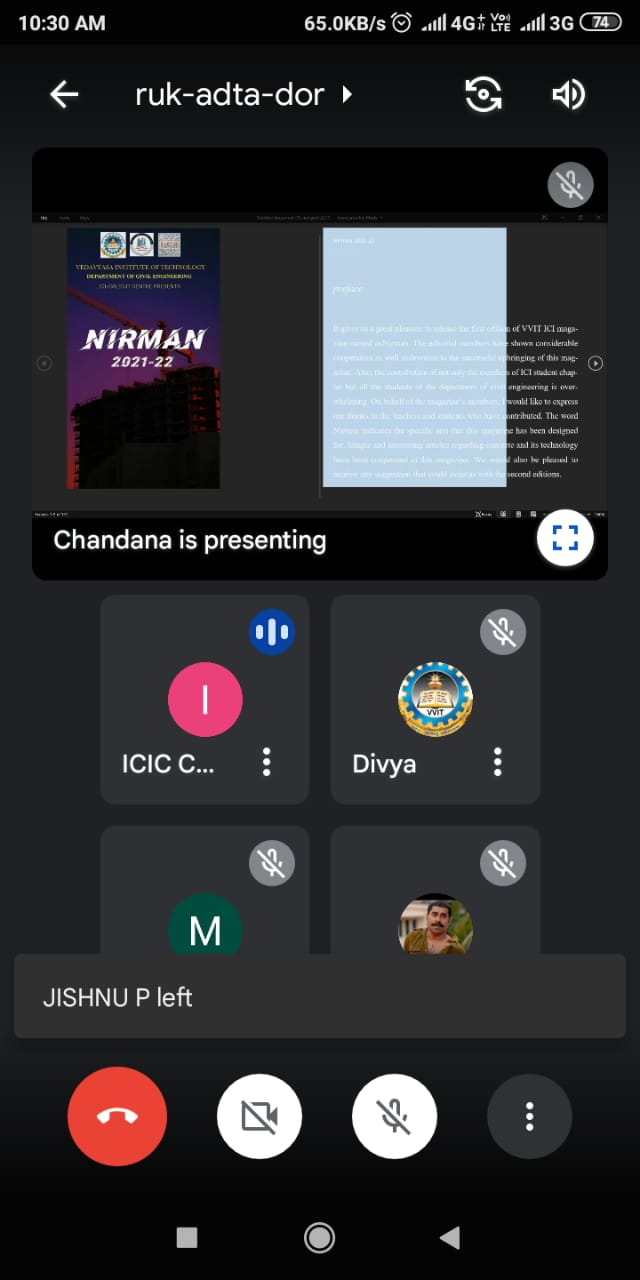 10:30 AM 65.0KB/s 4G+ Vo)) LTE 3G 74
ruk-adta-dor
VEDAVYASA INSTITUTE OF TECHNOLOGY
DEPARTMENT OF CIVIL ENGINEERING
PRESENTS
NIRMAN
2021-22
preface
It gives us a great pleasure to release the first edition of VVIT ICI maga-
zine named The editorial members have shown considerable
cooperation as well as to the successful upbringing of this mag-
azine. Also, the contribution of not only the members of ICI student chap-
ter but all the students of the department of civil engineering is over-
whelming. On behalf of the magazine's members, I would like to express
our thanks to the teachers and students who have contributed. The word
Nirman indicates the specific aim that this magazine has been designed
for. Simple and interesting articles regarding concrete and its technology
have been in this magazine. We would also be pleased to
receive any suggestion that could with the second editions.
Chandana is presenting
I
ICIC C...
VVIT
Divya
M
JISHNU P left